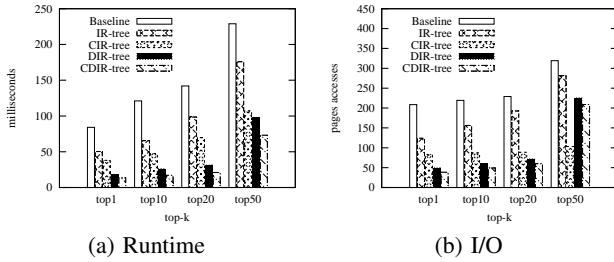 250
200
150
100
50
0
milliseconds
Baseline
IR-tree
CIR-tree
DIR-tree
CDIR-tree
top1 top10 top20 top50
top-k
(a) Runtime
450
400
350
300
250
200
150
100
50
0
pages accesses
Baseline
IR-tree
CIR-tree
DIR-tree
CDIR-tree
top1 top10 top20 top50
top-k
(b) I/O